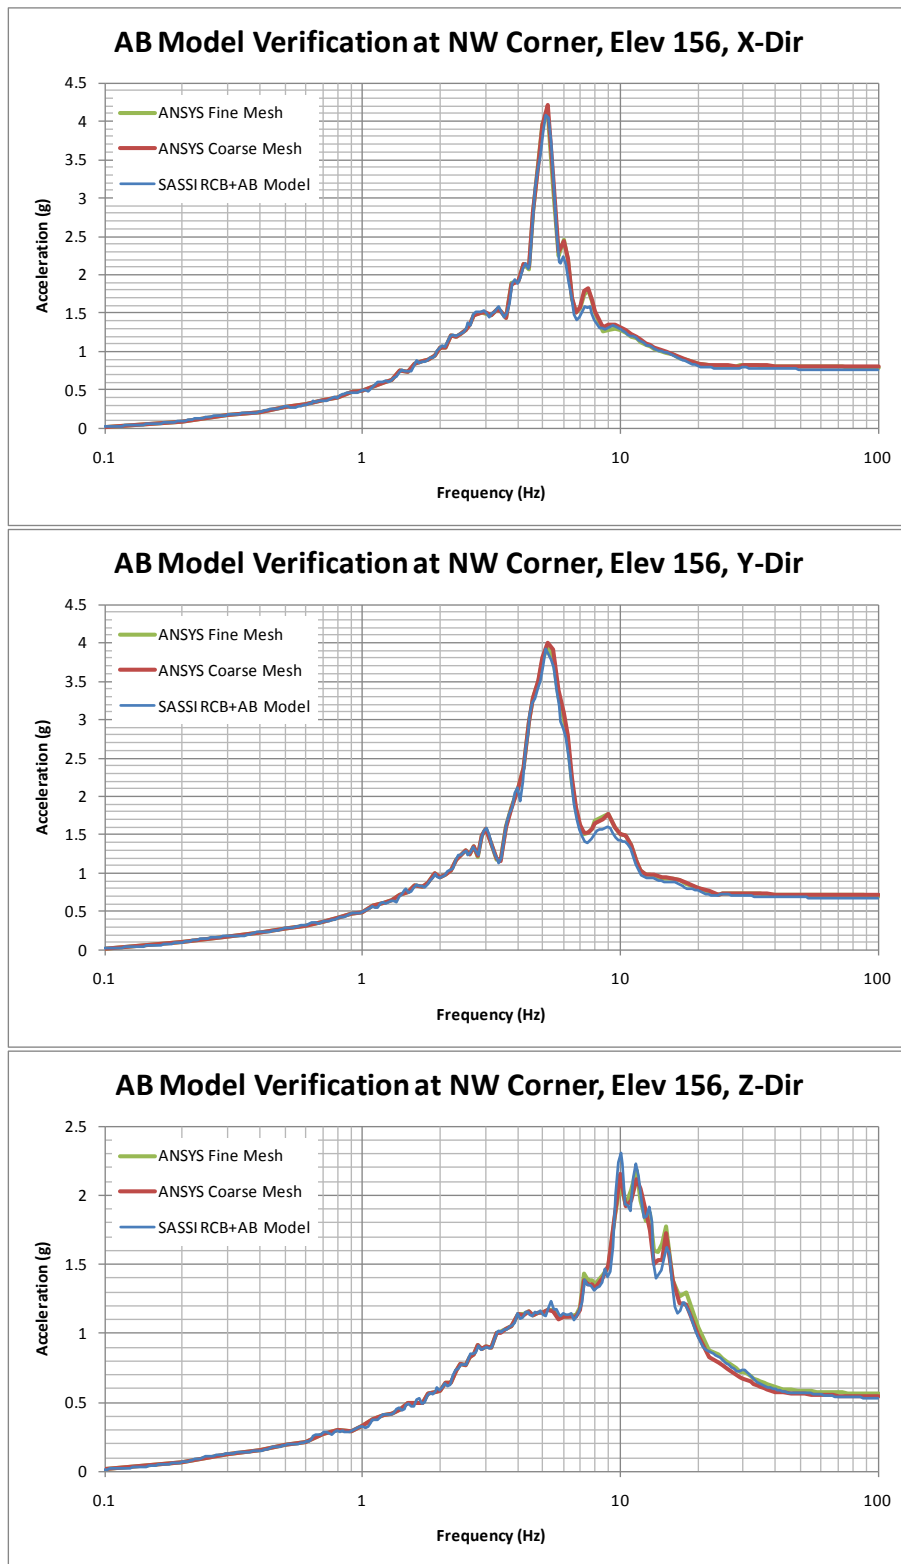 AB Model Verification at NW Corner, Elev 156, X-Dir
4.5
4
3.5
3
2.5
2
1.5
1
0.5
0
Acceleration (g)
ANSYS Fine Mesh
ANSYS Coarse Mesh
SASSI RCB+AB Model
0.1 1 10 100
Frequency (Hz)
AB Model Verification at NW Corner, Elev 156, Y-Dir
4.5
4
3.5
3
2.5
2
1.5
1
0.5
0
Acceleration (g)
ANSYS Fine Mesh
ANSYS Coarse Mesh
SASSI RCB+AB Model
0.1 1 10 100
Frequency (Hz)
AB Model Verification at NW Corner, Elev 156, Z-Dir
2.5
2
1.5
1
0.5
0
Acceleration (g)
ANSYS Fine Mesh
ANSYS Coarse Mesh
SASSI RCB+AB Model
0.1 1 10 100
Frequency (Hz)